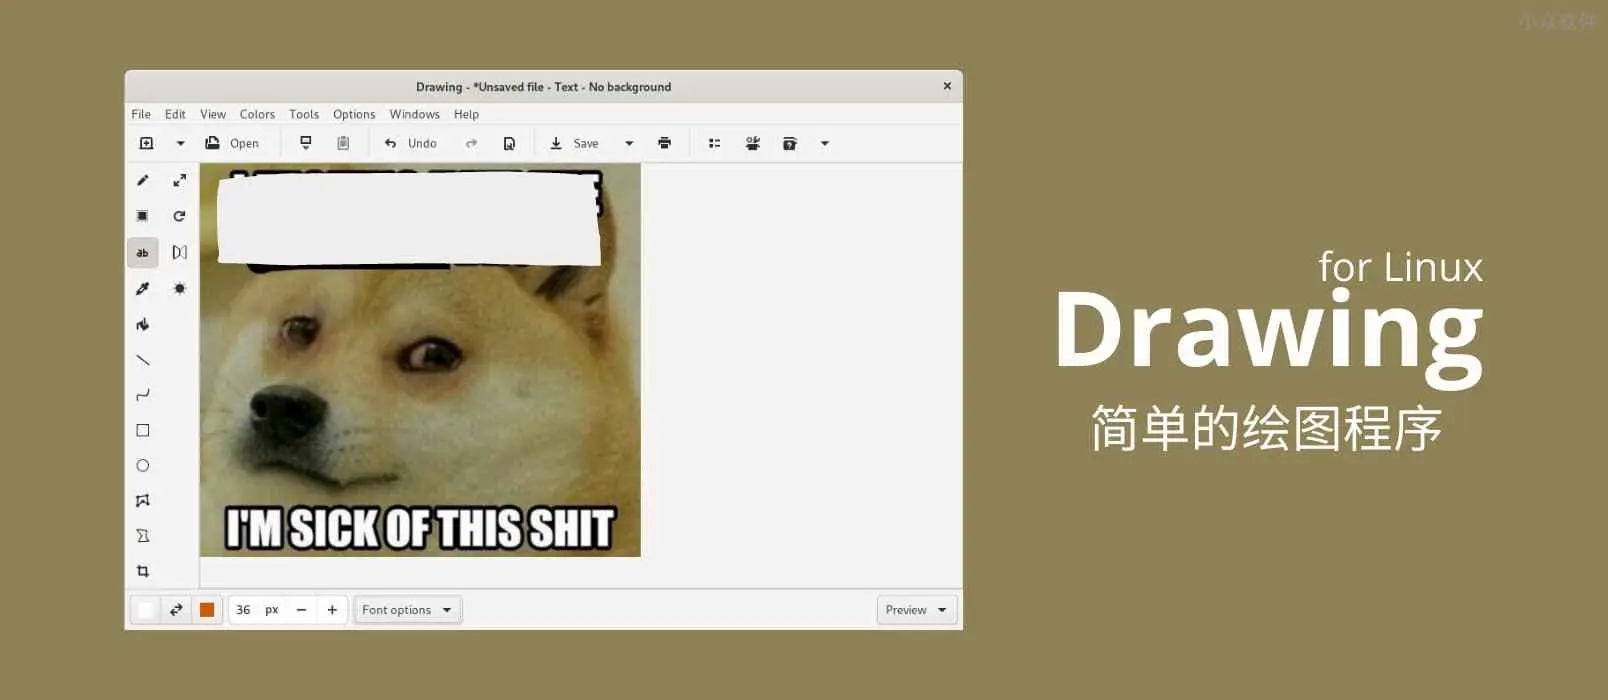 小众软件
Drawing - *Unsaved file - Text - No background
File Edit View Colors Tools Options Windows Help
Open Undo Save
ab
I'M SICK OF THIS SHIT
36 px − + Font options Preview
for Linux
Drawing
简单的绘图程序